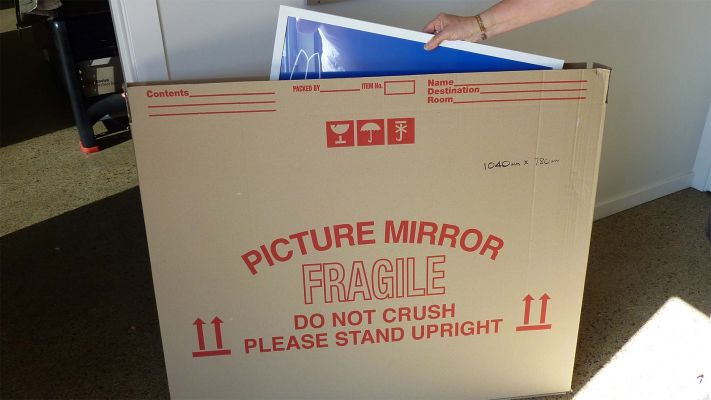 Contents
PACKED BY ITEM No.
Name
Destination
Room
1040mm x 780mm
PICTURE MIRROR
FRAGILE
DO NOT CRUSH
PLEASE STAND UPRIGHT